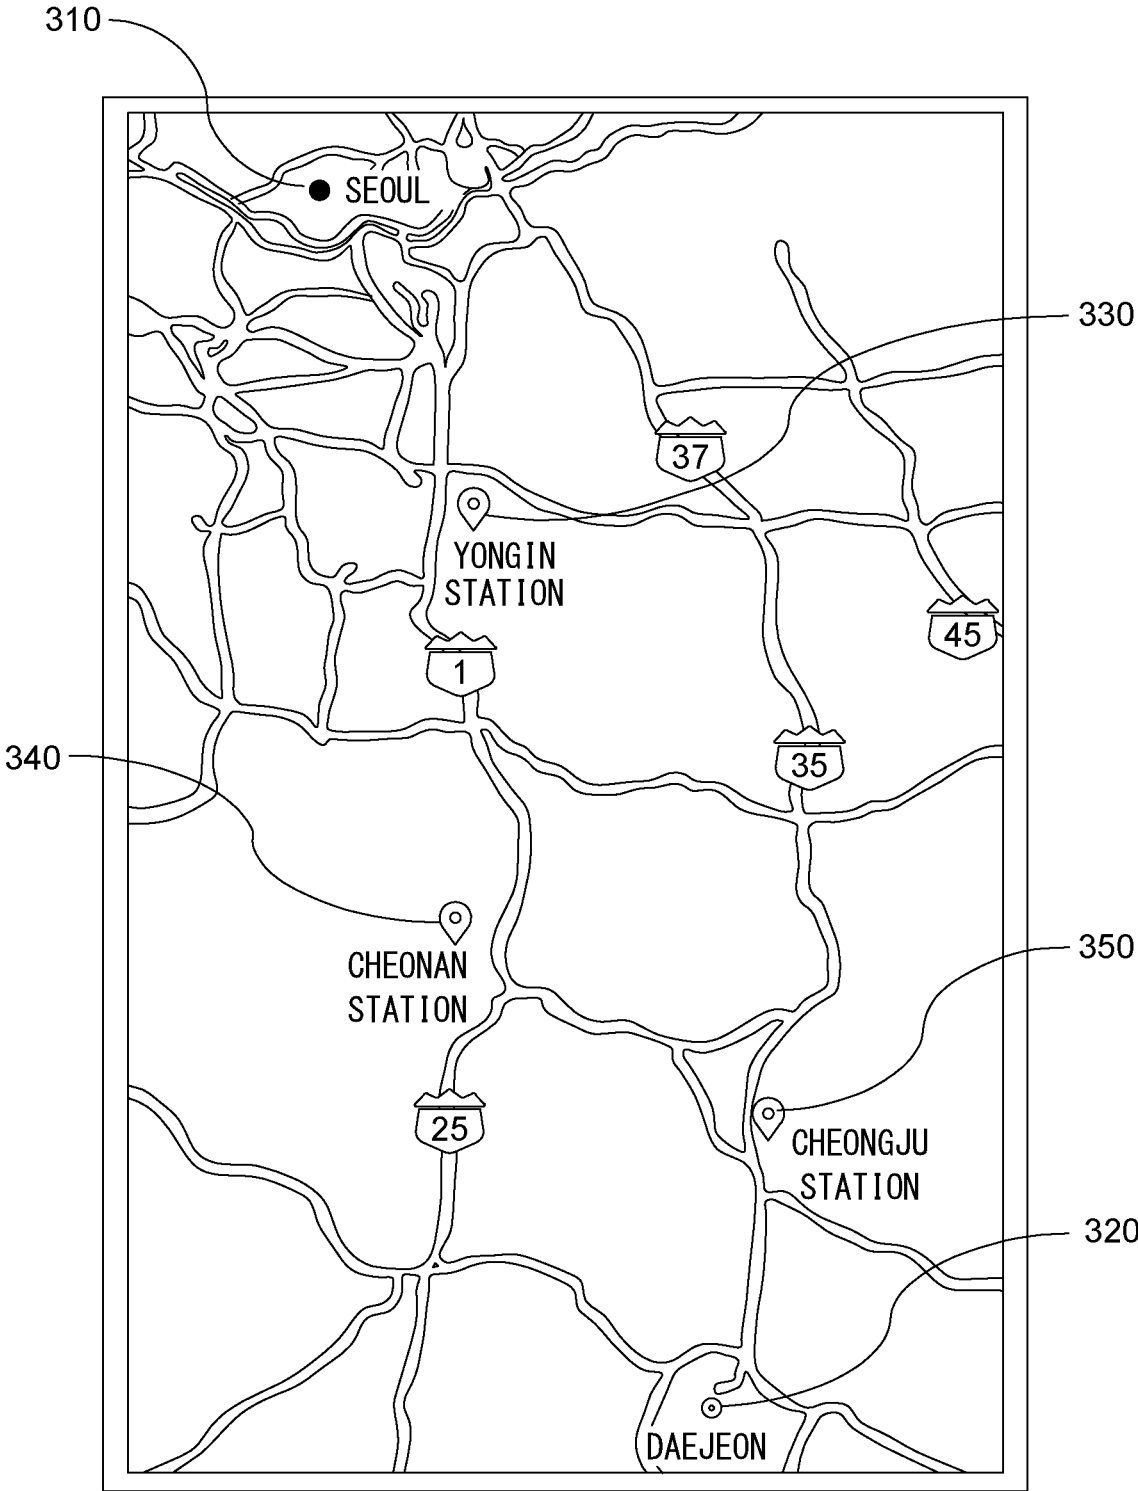 310
SEOUL
330
37
YONGIN
STATION
45
1
340
35
CHEONAN
STATION
350
25
CHEONGJU
STATION
320
DAEJEON